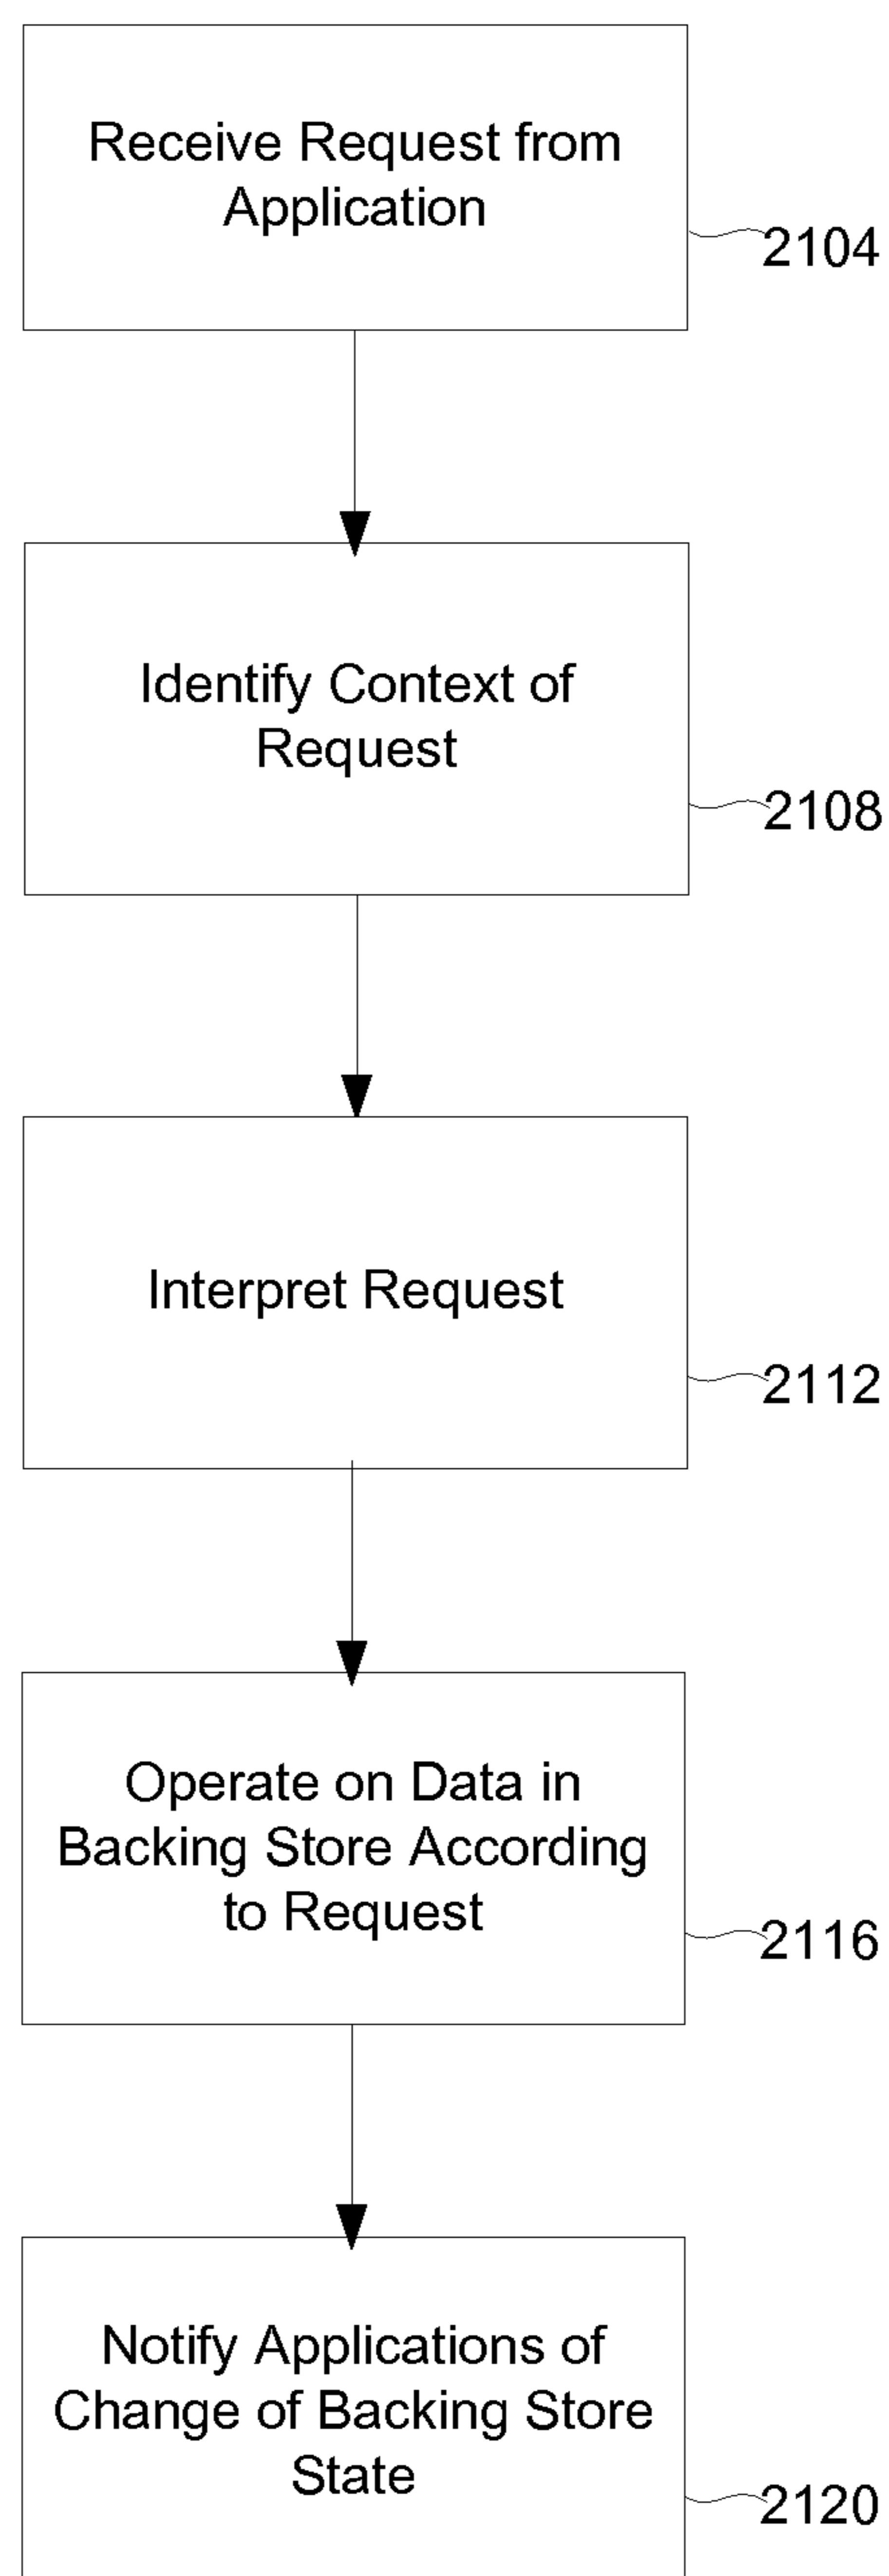 Receive Request from
Application
2104
Identify Context of
Request
2108
Interpret Request
2112
Operate on Data in
Backing Store According
to Request
2116
Notify Applications of
Change of Backing Store
State
2120